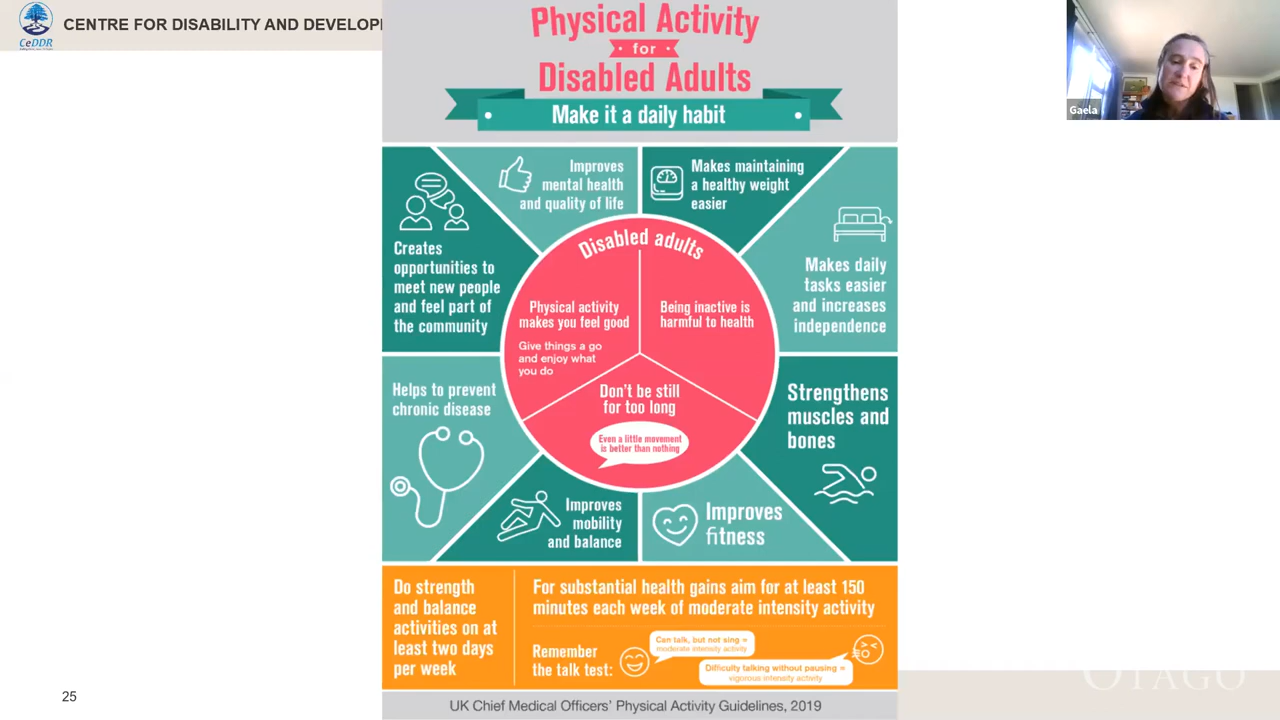 CeDDR
CENTRE FOR DISABILITY AND DEVELOP
Physical Activity
for
Disabled Adults
Make it a daily habit
Gaela
Improves
mental health
and quality of life
Makes maintaining
a healthy weight
easier
Creates
opportunities to
meet new people
and feel part of
the community
Makes daily
tasks easier
and increases
independence
Disabled adults
Physical activity
makes you feel good
Give things a go
and enjoy what
you do
Being inactive is
harmful to health
Don't be still
for too long
Even a little movement
is better than nothing
Helps to prevent
chronic disease
Strengthens
muscles and
bones
Improves
mobility
and balance
Improves
fitness
Do strength
and balance
activities on at
least two days
per week
For substantial health gains aim for at least 150
minutes each week of moderate intensity activity
Remember
the talk test:
Can talk, but not sing =
moderate intensity activity
Difficulty talking without pausing =
vigorous intensity activity
UK Chief Medical Officers' Physical Activity Guidelines, 2019
25
OTAGO